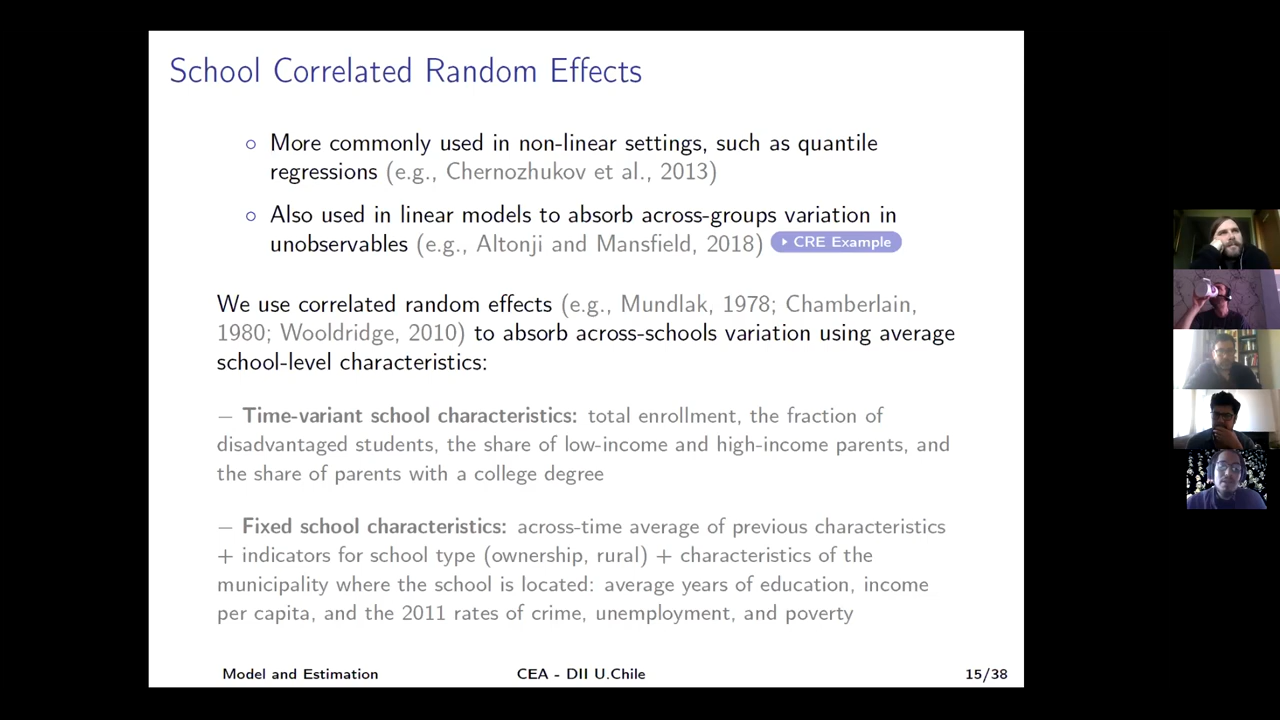 School Correlated Random Effects
○ More commonly used in non-linear settings, such as quantile
regressions (e.g., Chernozhukov et al., 2013)
○ Also used in linear models to absorb across-groups variation in
unobservables (e.g., Altonji and Mansfield, 2018) ▸ CRE Example
We use correlated random effects (e.g., Mundlak, 1978; Chamberlain,
1980; Wooldridge, 2010) to absorb across-schools variation using average
school-level characteristics:
— Time-variant school characteristics: total enrollment, the fraction of
disadvantaged students, the share of low-income and high-income parents, and
the share of parents with a college degree
— Fixed school characteristics: across-time average of previous characteristics
+ indicators for school type (ownership, rural) + characteristics of the
municipality where the school is located: average years of education, income
per capita, and the 2011 rates of crime, unemployment, and poverty
Model and Estimation CEA - DII U.Chile 15/38